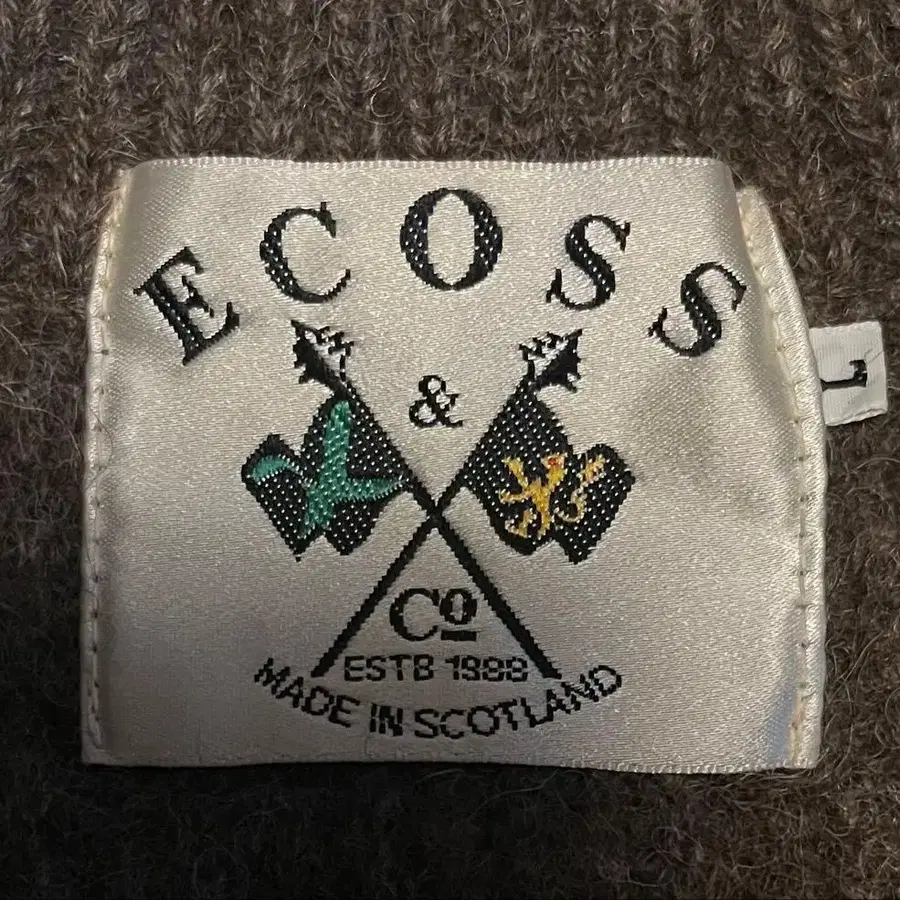 ECOSS
&
Co
ESTB 1988
MADE IN SCOTLAND
L